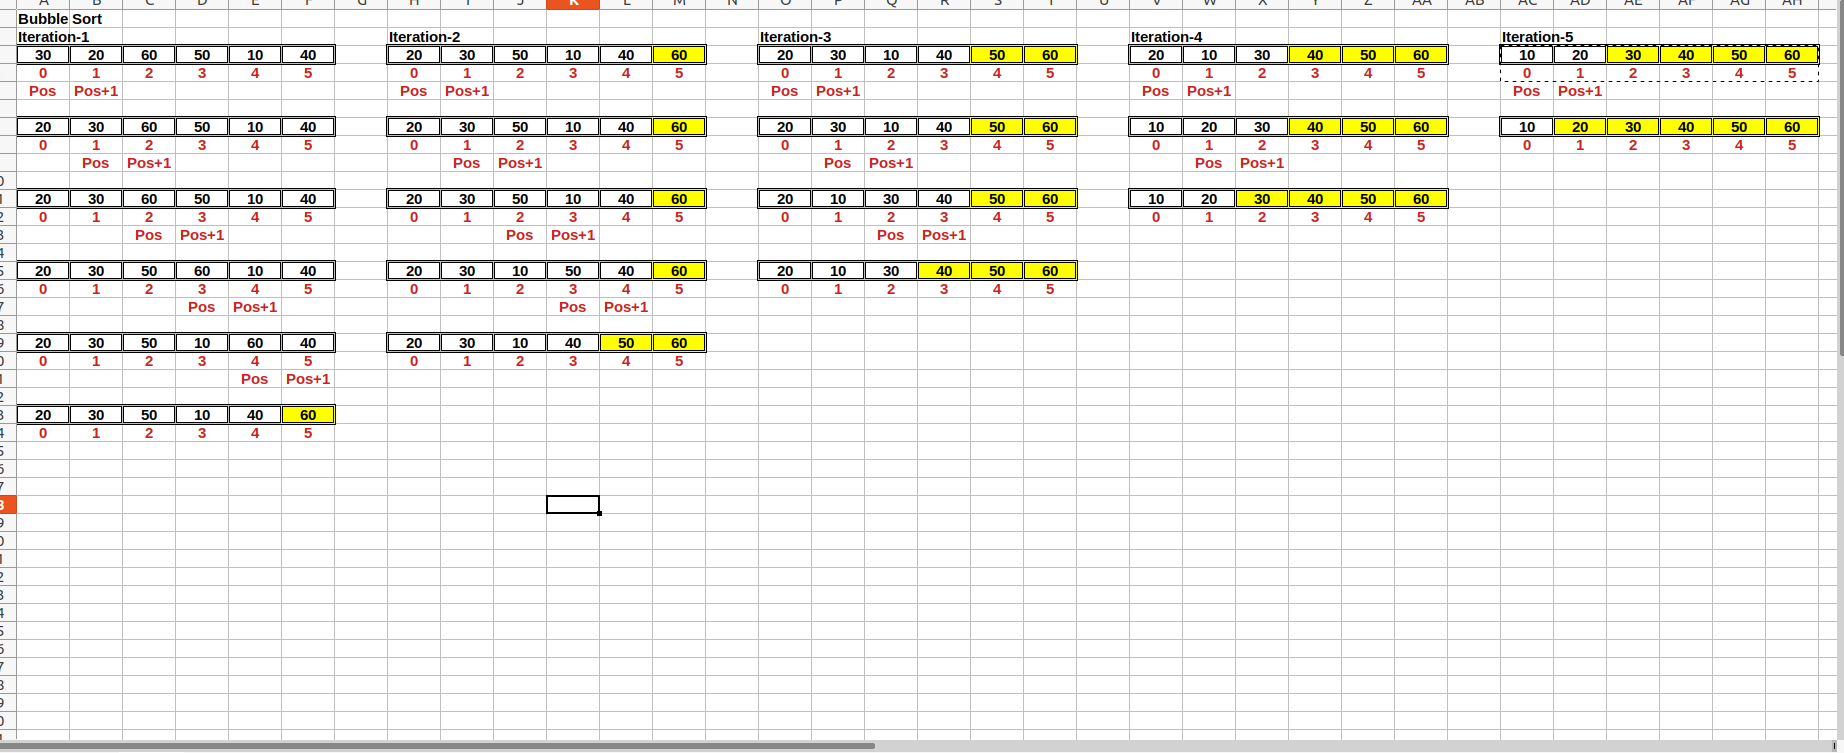 Bubble Sort
Iteration-1 Iteration-2 Iteration-3 Iteration-4 Iteration-5
30 20 60 50 10 40 20 30 50 10 40 60 20 30 10 40 50 60 20 10 30 40 50 60 10 20 30 40 50 60
0 1 2 3 4 5 0 1 2 3 4 5 0 1 2 3 4 5 0 1 2 3 4 5 0 1 2 3 4 5
Pos Pos+1 Pos Pos+1 Pos Pos+1 Pos Pos+1 Pos Pos+1
20 30 60 50 10 40 20 30 50 10 40 60 20 30 10 40 50 60 10 20 30 40 50 60 10 20 30 40 50 60
0 1 2 3 4 5 0 1 2 3 4 5 0 1 2 3 4 5 0 1 2 3 4 5 0 1 2 3 4 5
Pos Pos+1 Pos Pos+1 Pos Pos+1 Pos Pos+1
20 30 60 50 10 40 20 30 50 10 40 60 20 10 30 40 50 60 10 20 30 40 50 60
0 1 2 3 4 5 0 1 2 3 4 5 0 1 2 3 4 5 0 1 2 3 4 5
Pos Pos+1 Pos Pos+1 Pos Pos+1
20 30 50 60 10 40 20 30 10 50 40 60 20 10 30 40 50 60
0 1 2 3 4 5 0 1 2 3 4 5 0 1 2 3 4 5
Pos Pos+1 Pos Pos+1
20 30 50 10 60 40 20 30 10 40 50 60
0 1 2 3 4 5 0 1 2 3 4 5
Pos Pos+1
20 30 50 10 40 60
0 1 2 3 4 5